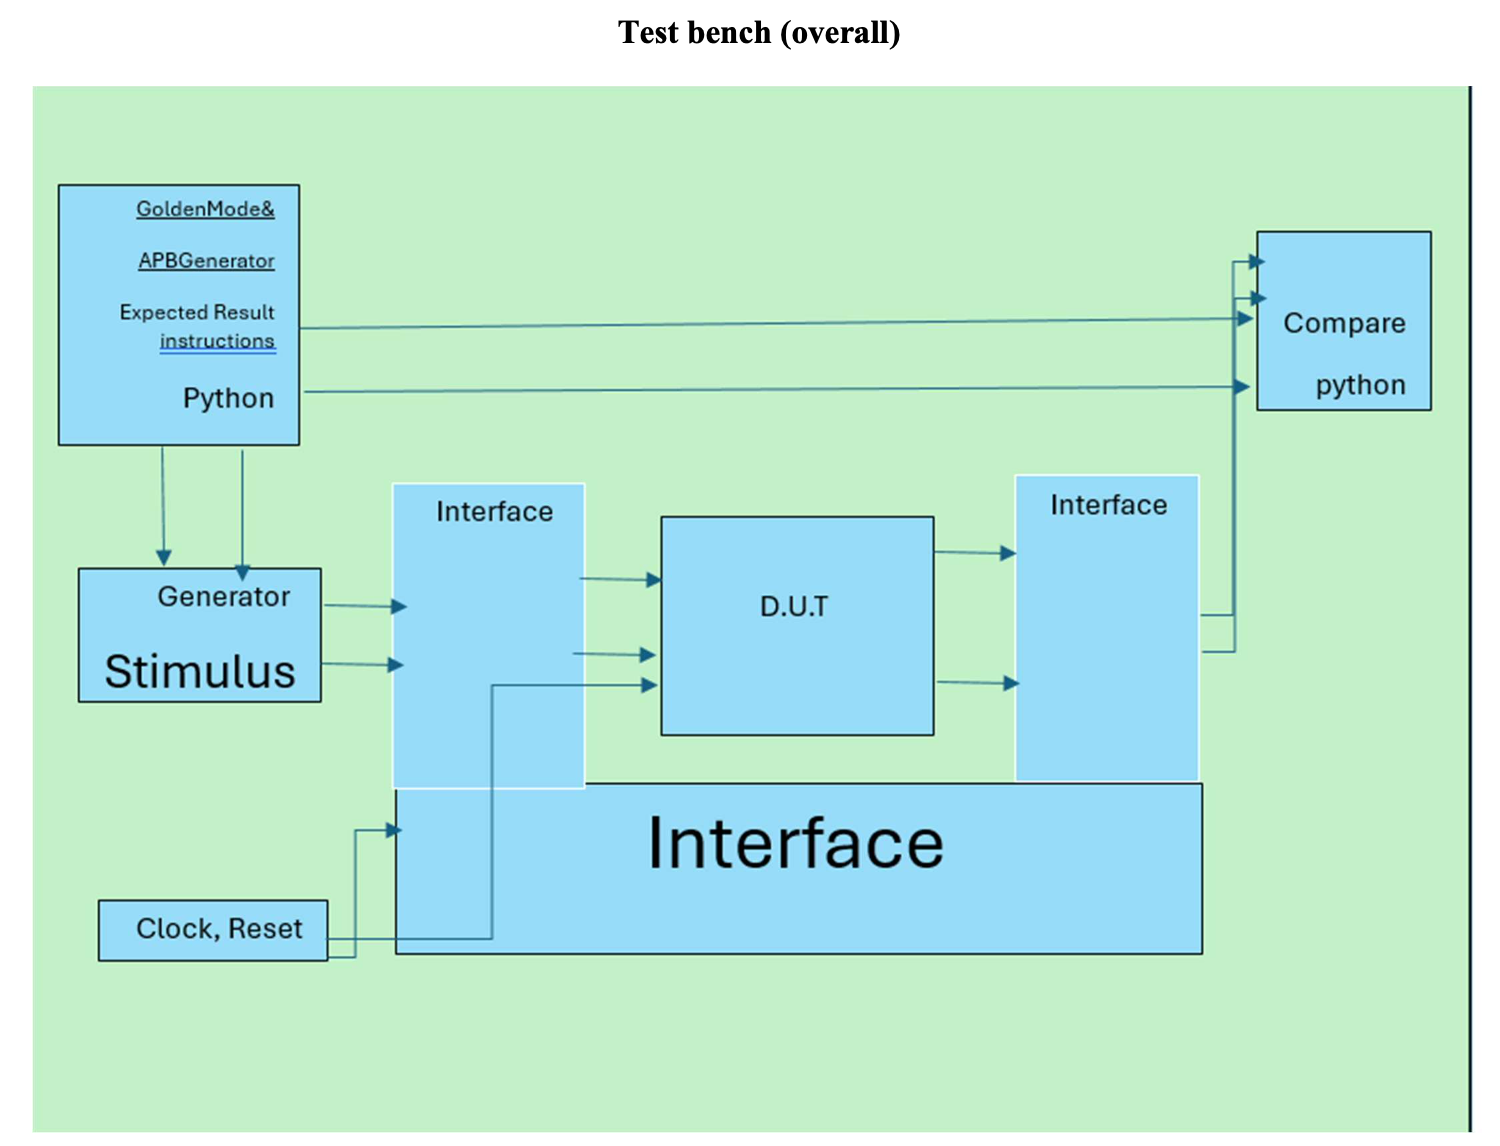 Test bench (overall)
GoldenMode&
APBGenerator
Expected Result
instructions
Python
Compare
python
Interface
Interface
D.U.T
Generator
Stimulus
Interface
Clock, Reset